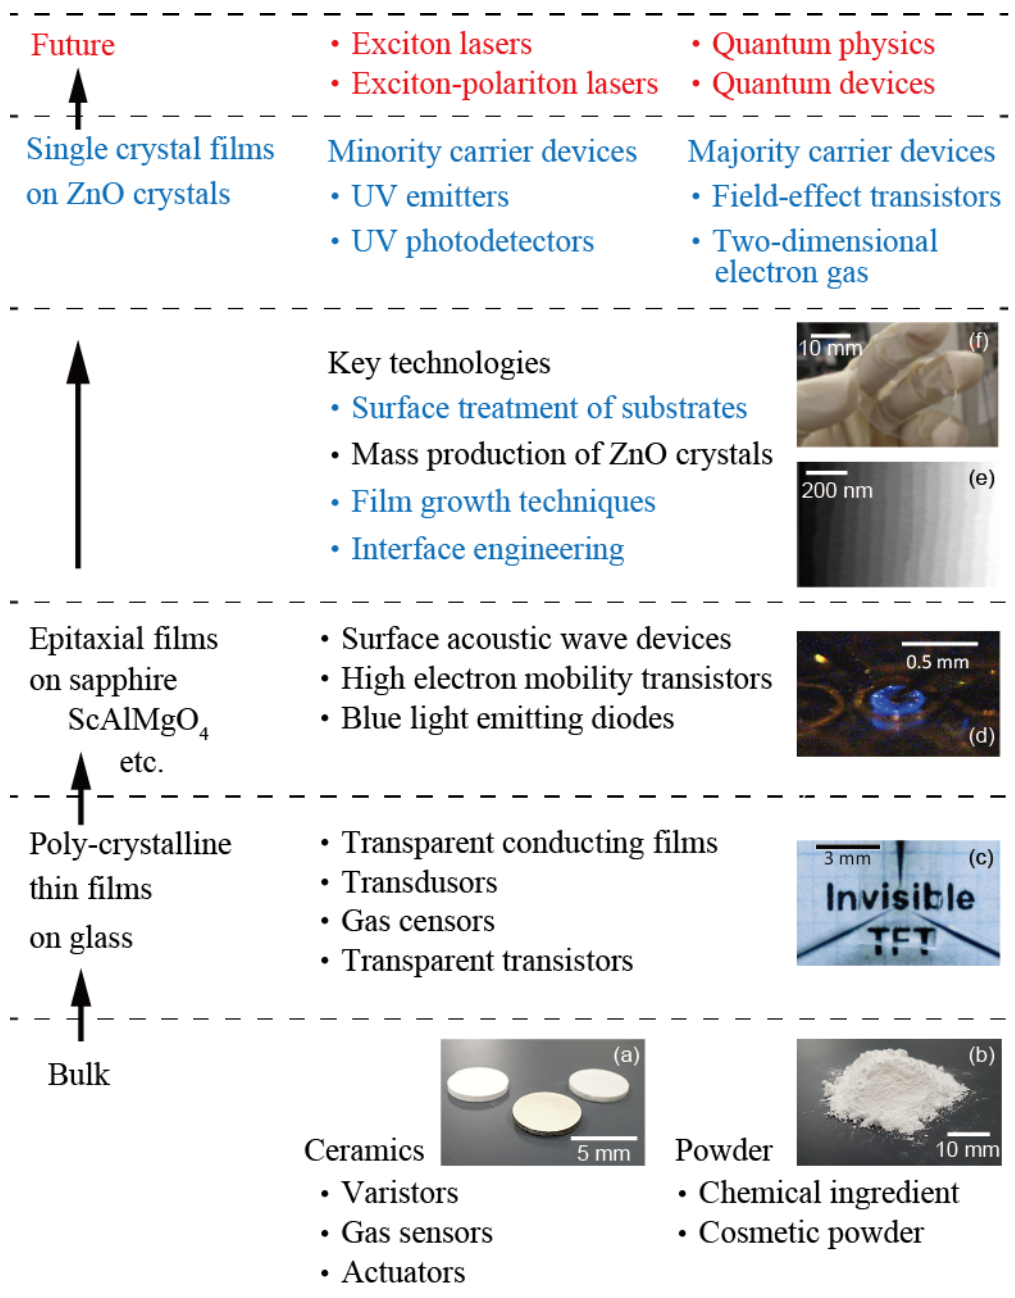 Future
・Exciton lasers
・Exciton-polariton lasers
・Quantum physics
・Quantum devices
Single crystal films
on ZnO crystals
Minority carrier devices
・UV emitters
・UV photodetectors
Majority carrier devices
・Field-effect transistors
・Two-dimensional
electron gas
Key technologies
・Surface treatment of substrates
・Mass production of ZnO crystals
・Film growth techniques
・Interface engineering
10 mm
(f)
200 nm
(e)
Epitaxial films
on sapphire
ScAlMgO₄
etc.
・Surface acoustic wave devices
・High electron mobility transistors
・Blue light emitting diodes
0.5 mm
(d)
Poly-crystalline
thin films
on glass
・Transparent conducting films
・Transdusors
・Gas censors
・Transparent transistors
3 mm
(c)
Invisible
TFT
Bulk
(a)
5 mm
Ceramics
・Varistors
・Gas sensors
・Actuators
(b)
10 mm
Powder
・Chemical ingredient
・Cosmetic powder